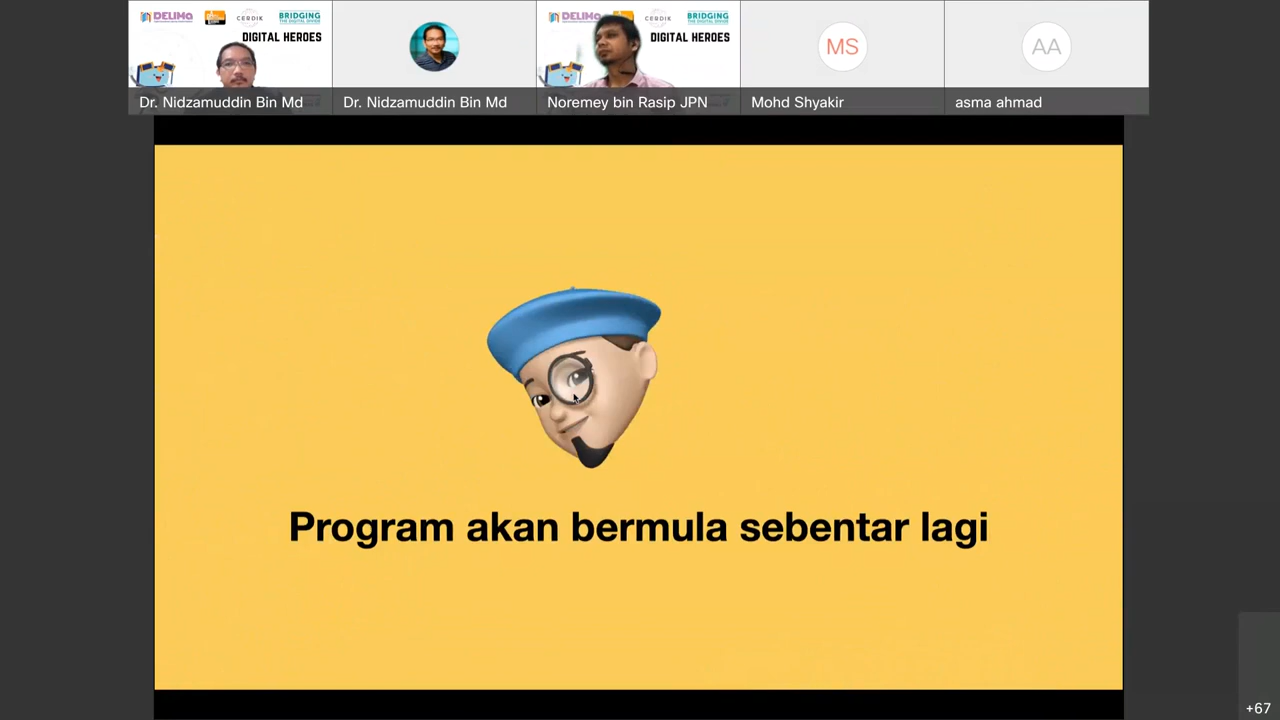 DELIMa
CERDIK
BRIDGING
THE DIGITAL DIVIDE
DIGITAL HEROES
DELIMa
CERDIK
BRIDGING
THE DIGITAL DIVIDE
DIGITAL HEROES
MS
AA
Dr. Nidzamuddin Bin Md
Dr. Nidzamuddin Bin Md
Noremey bin Rasip JPN
Mohd Shyakir
asma ahmad
Program akan bermula sebentar lagi
+67